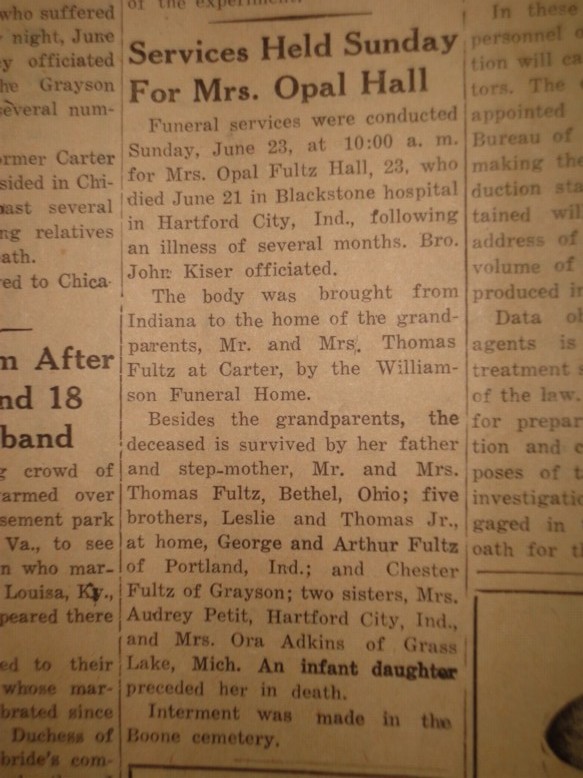 who suffered
night, June
officiated
Grayson
several num-
ormer Carter
sided in Chi-
past several
ng relatives
ath.
ed to Chica-
m After
nd 18
band
g crowd of
armed over
sement park
Va., to see
n who mar-
Louisa, Ky.,
peared there
ed to their
whose mar-
brated since
Duchess of
bride's com-
of the experiment.
Services Held Sunday
For Mrs. Opal Hall
Funeral services were conducted
Sunday, June 23, at 10:00 a. m.
for Mrs. Opal Fultz Hall, 23, who
died June 21 in Blackstone hospital
in Hartford City, Ind., following
an illness of several months. Bro.
John Kiser officiated.
The body was brought from
Indiana to the home of the grand-
parents, Mr. and Mrs. Thomas
Fultz at Carter, by the William-
son Funeral Home.
Besides the grandparents, the
deceased is survived by her father
and step-mother, Mr. and Mrs.
Thomas Fultz, Bethel, Ohio; five
brothers, Leslie and Thomas Jr.,
at home, George and Arthur Fultz
of Portland, Ind.; and Chester
Fultz of Grayson; two sisters, Mrs.
Audrey Petit, Hartford City, Ind.,
and Mrs. Ora Adkins of Grass
Lake, Mich. An infant daughter
preceded her in death.
Interment was made in the
Boone cemetery.
In these
personnel
tion will ca
tors. The
appointed
Bureau of
making the
duction sta
tained will
address of
volume of
produced in
Data ob
agents is
treatment
of the law.
for prepar
tion and c
poses of t
investigatio
gaged in
oath for t